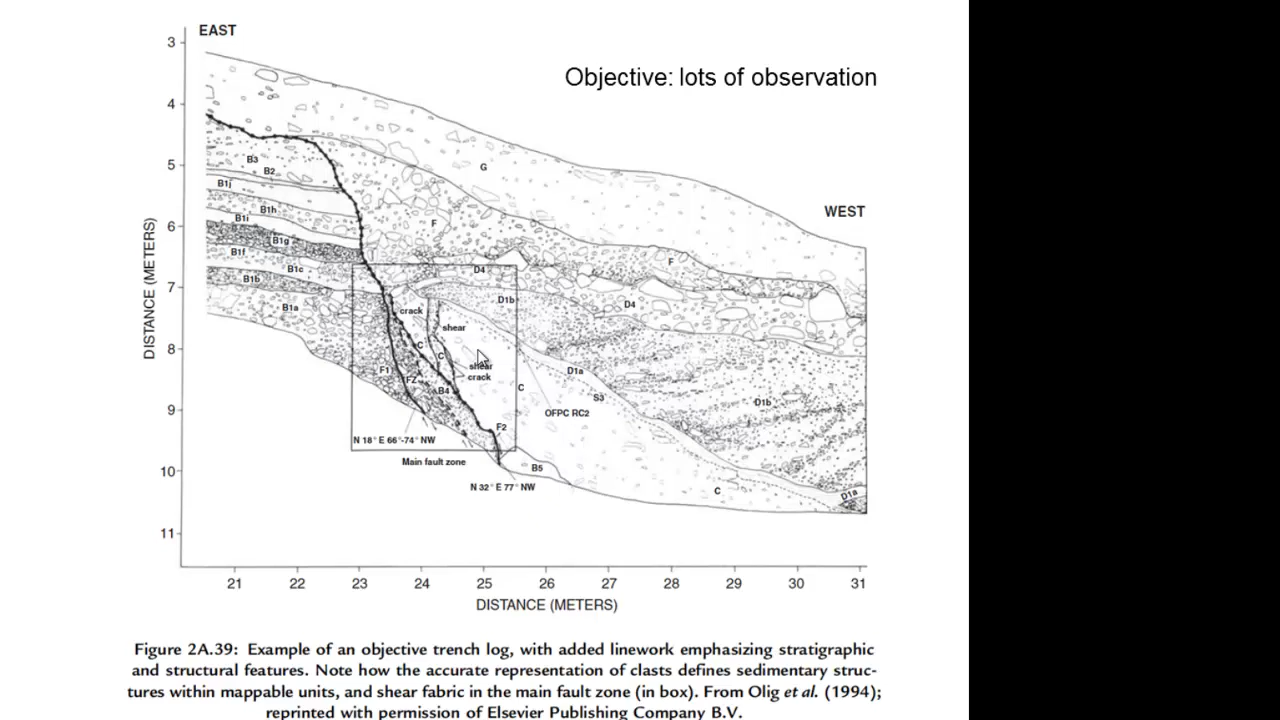 EAST
Objective: lots of observation
WEST
DISTANCE (METERS)
3
4
5
6
7
8
9
10
11
G
B3
B2
B1j
B1h
B1i
B1g
B1f
B1c
B1b
B1a
F
F
D4
D4
D1b
crack
shear
C
C
shear
crack
F1
FZ
B4
D1a
S3
C
D1b
OFPC RC2
F2
N 18° E 66°-74° NW
Main fault zone
B5
N 32° E 77° NW
C
D1a
21 22 23 24 25 26 27 28 29 30 31
DISTANCE (METERS)
Figure 2A.39: Example of an objective trench log, with added linework emphasizing stratigraphic
and structural features. Note how the accurate representation of clasts defines sedimentary struc-
tures within mappable units, and shear fabric in the main fault zone (in box). From Olig et al. (1994);
reprinted with permission of Elsevier Publishing Company B.V.